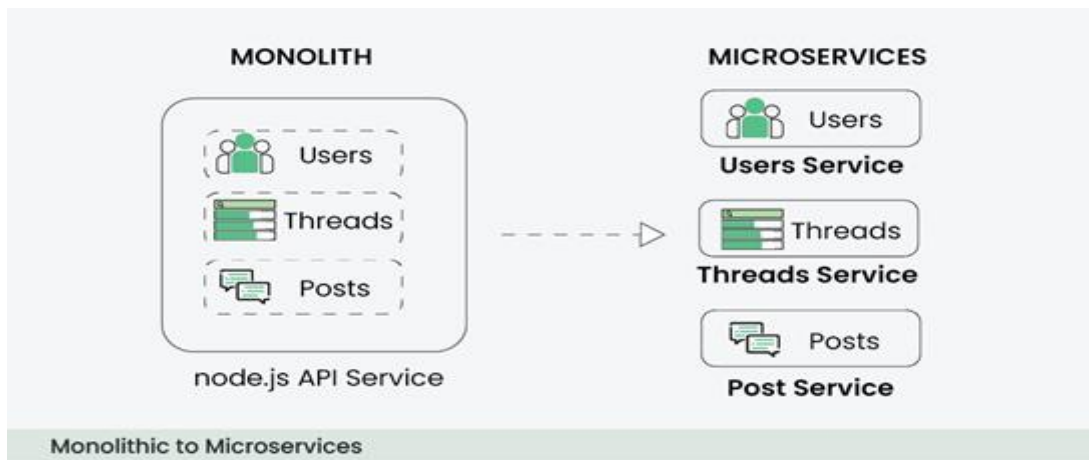 MONOLITH
Users
Threads
Posts
node.js API Service
MICROSERVICES
Users
Users Service
Threads
Threads Service
Posts
Post Service
Monolithic to Microservices